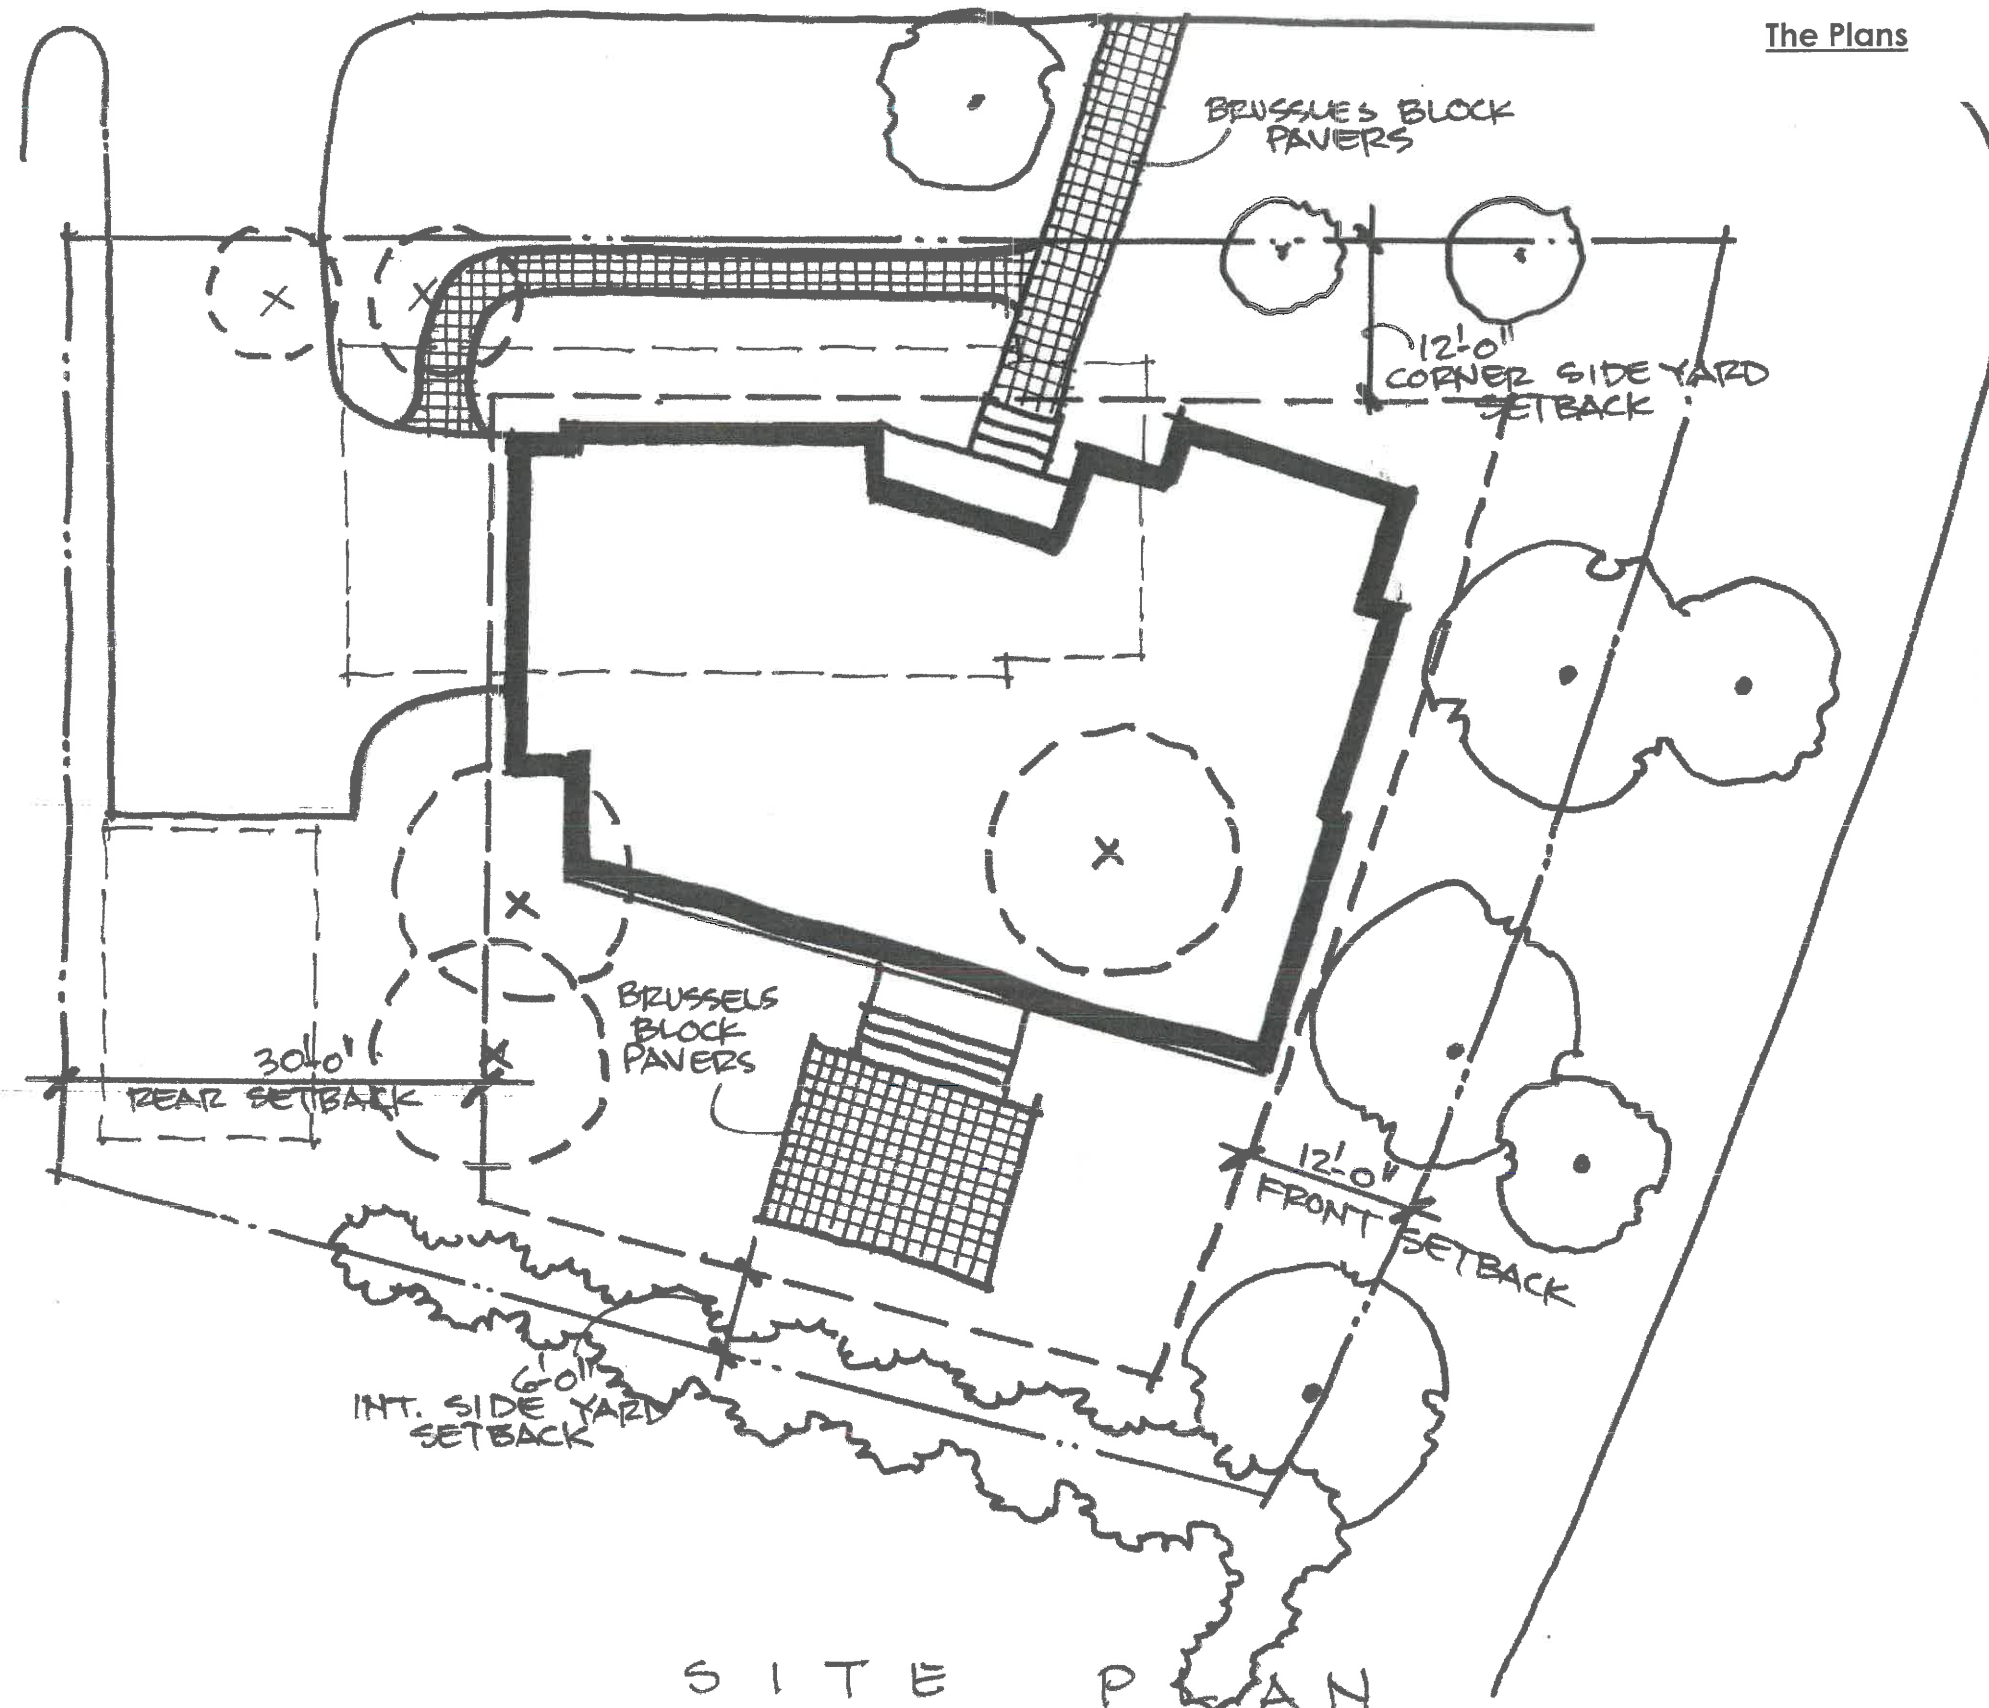 The Plans
BRUSSLES BLOCK
PAVERS
12'-0"
CORNER SIDE YARD
SETBACK
BRUSSELS
BLOCK
PAVERS
30'-0"
REAR SETBACK
12'-0"
FRONT SETBACK
6'-0"
INT. SIDE YARD
SETBACK
SITE PLAN